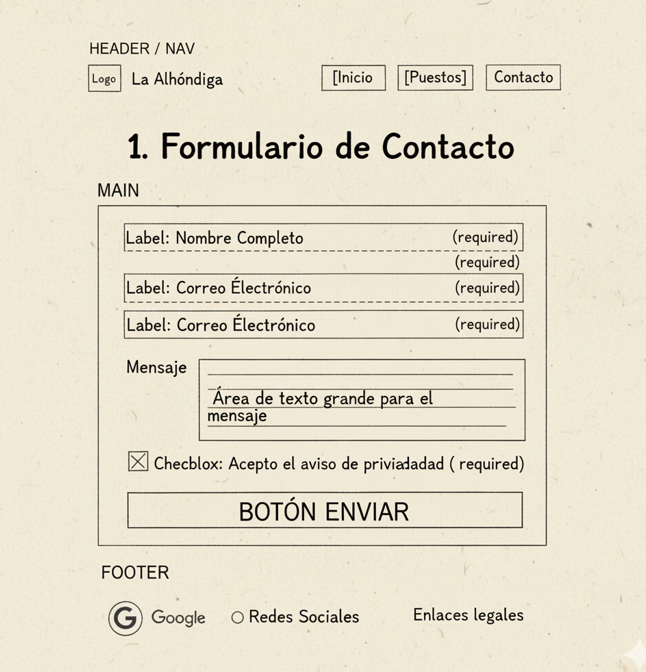 HEADER / NAV
Logo La Alhóndiga [Inicio [Puestos] Contacto
1. Formulario de Contacto
MAIN
Label: Nombre Completo (required)
(required)
Label: Correo Électrónico (required)
Label: Correo Électrónico (required)
Mensaje
Área de texto grande para el
mensaje
Checblox: Acepto el aviso de priviadadad ( required)
BOTÓN ENVIAR
FOOTER
G Google Redes Sociales Enlaces legales